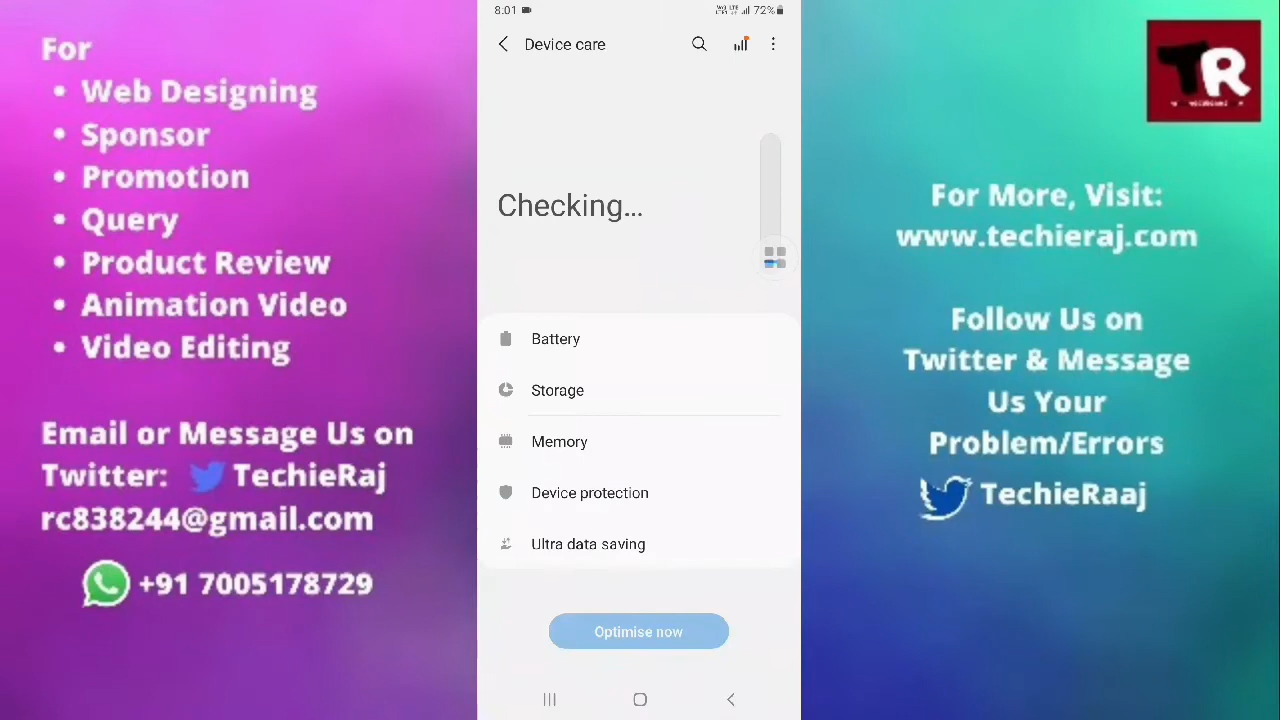 For
• Web Designing
• Sponsor
• Promotion
• Query
• Product Review
• Animation Video
• Video Editing
Email or Message Us on
Twitter: TechieRaj
rc838244@gmail.com
+91 7005178729
8:01
72%
Device care
Checking...
Battery
Storage
Memory
Device protection
Ultra data saving
Optimise now
TR
For More, Visit:
www.techieraj.com
Follow Us on
Twitter & Message
Us Your
Problem/Errors
TechieRaaj